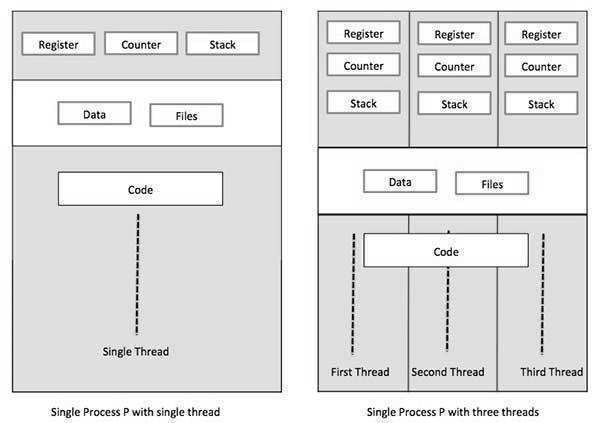 Register Counter Stack
Data Files
Code
Single Thread
Single Process P with single thread
Register Register Register
Counter Counter Counter
Stack Stack Stack
Data Files
Code
First Thread Second Thread Third Thread
Single Process P with three threads